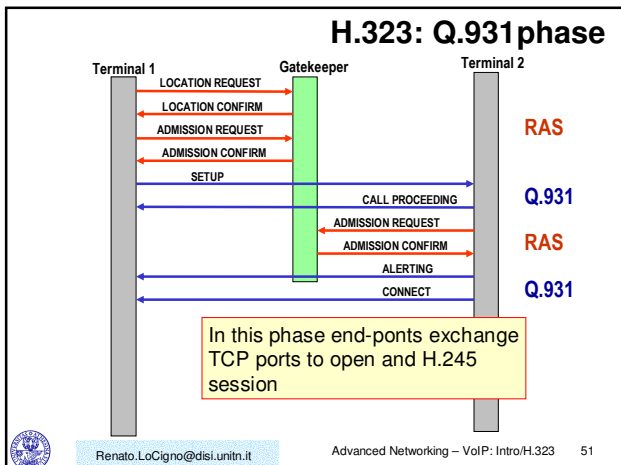 H.323: Q.931phase
Terminal 1
Gatekeeper
Terminal 2
LOCATION REQUEST
LOCATION CONFIRM
RAS
ADMISSION REQUEST
ADMISSION CONFIRM
SETUP
CALL PROCEEDING
Q.931
ADMISSION REQUEST
RAS
ADMISSION CONFIRM
ALERTING
Q.931
CONNECT
In this phase end-ponts exchange
TCP ports to open and H.245
session
Renato.LoCigno@disi.unitn.it
Advanced Networking – VoIP: Intro/H.323 51